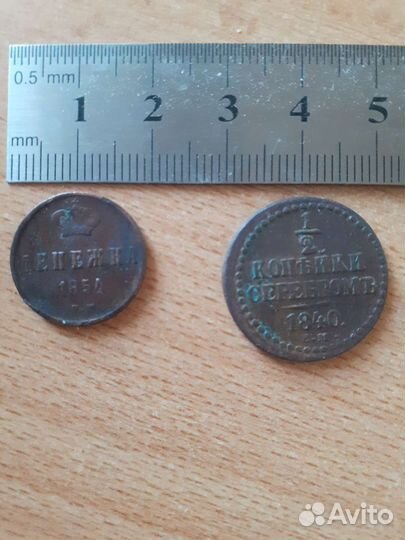 0.5 mm
1 2 3 4 5
mm
ДЕНЕЖКА
1854
1/2
КОПѢЙКИ
СЕРЕБРОМЪ
1840
Avito